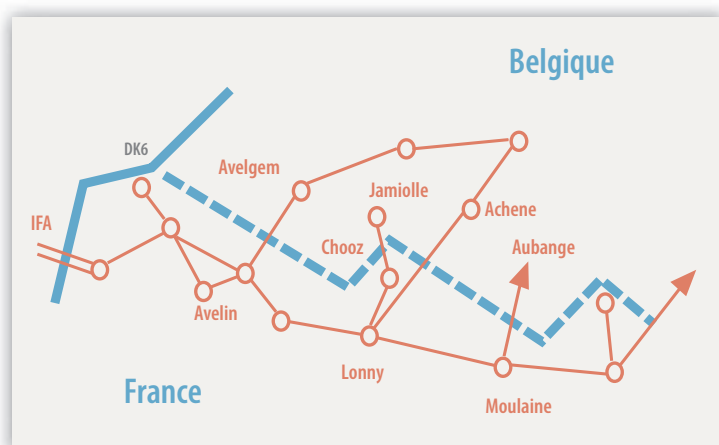 Belgique
DK6
Avelgem
Jamiolle
Achene
IFA
Chooz
Aubange
Avelin
Lonny
France
Moulaine